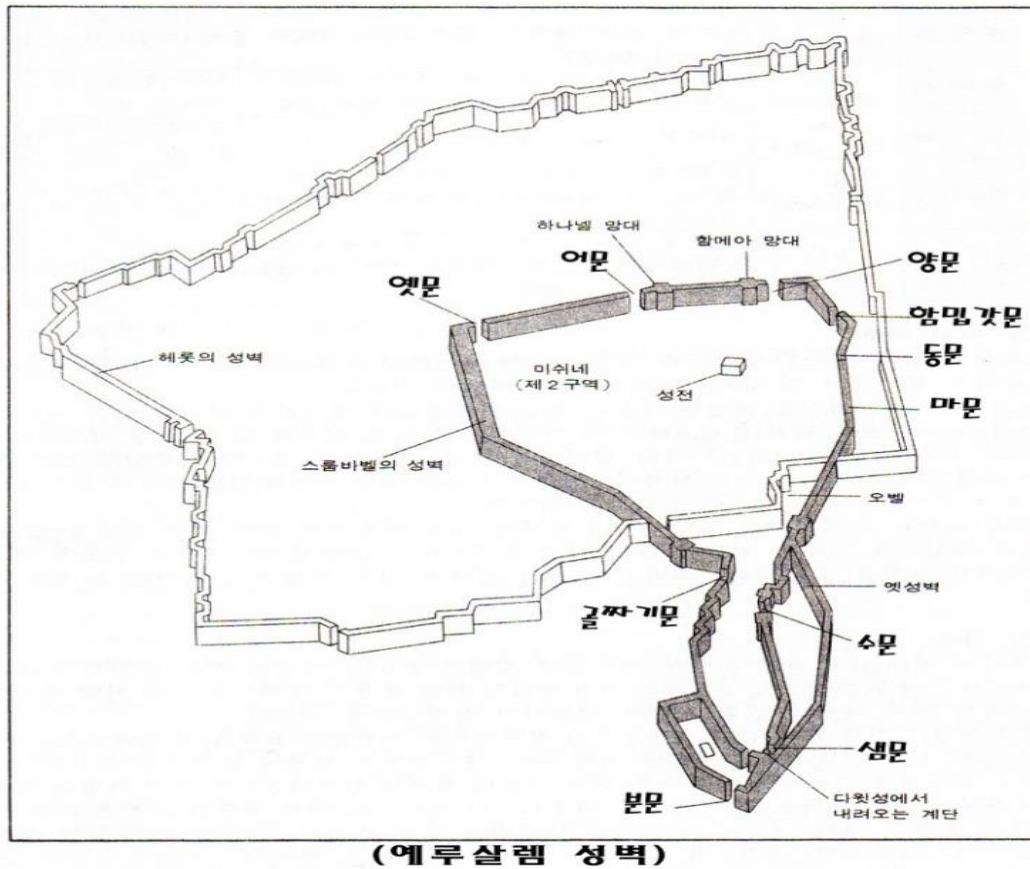 하나넬 망대
함메아 망대
어문
양문
옛문
함밉갓문
헤롯의 성벽
동문
미쉬네
(제2구역)
성전
마문
스룹바벨의 성벽
오벨
옛성벽
골짜기문
수문
샘문
분문
다윗성에서
내려오는 계단
(예루살렘 성벽)